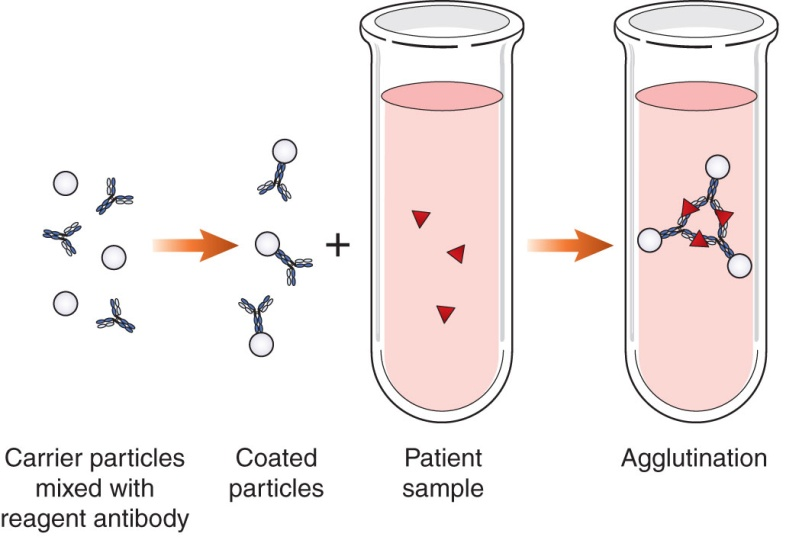 +
Carrier particles
mixed with
reagent antibody
Coated
particles
Patient
sample
Agglutination